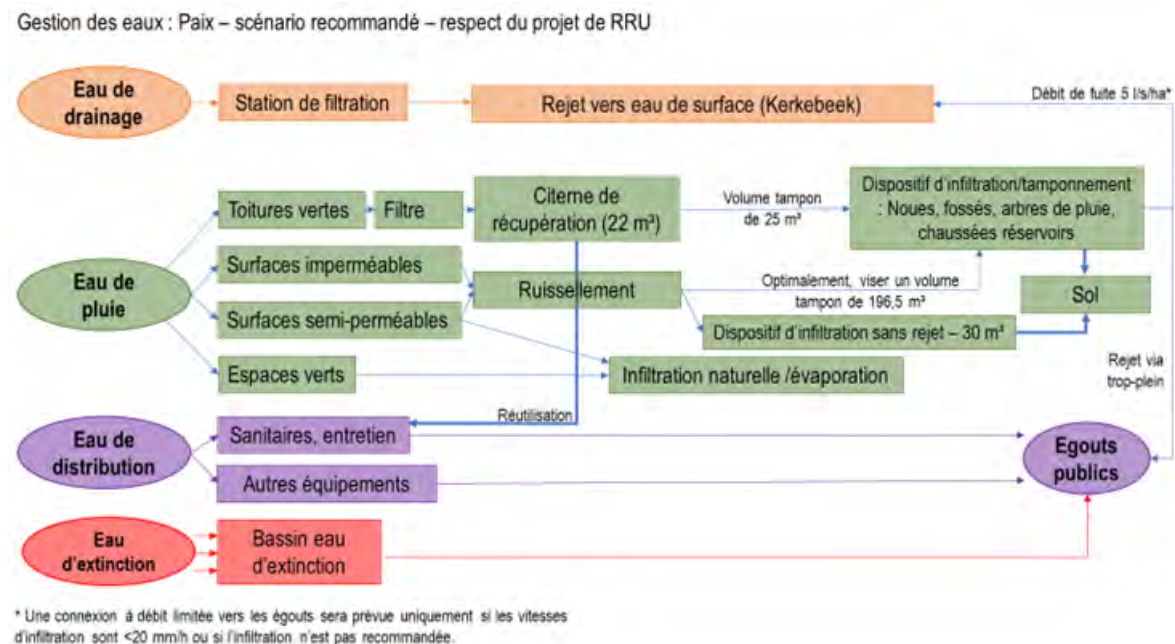 Gestion des eaux : Paix – scénario recommandé – respect du projet de RRU
Eau de
drainage
Station de filtration
Rejet vers eau de surface (Kerkebeek)
Débit de fuite 5 l/s/ha*
Eau de
pluie
Toitures vertes
Filtre
Citerne de
récupération (22 m³)
Volume tampon
de 25 m³
Dispositif d'infiltration/tamponnement
: Noues, fossés, arbres de pluie,
chaussées réservoirs
Surfaces imperméables
Surfaces semi-perméables
Ruissellement
Optimalement, viser un volume
tampon de 196,5 m³
Sol
Dispositif d'infiltration sans rejet – 30 m³
Espaces verts
Infiltration naturelle /évaporation
Rejet via
trop-plein
Réutilisation
Eau de
distribution
Sanitaires, entretien
Autres équipements
Egouts
publics
Eau
d'extinction
Bassin eau
d'extinction
* Une connexion à débit limitée vers les égouts sera prévue uniquement si les vitesses
d'infiltration sont <20 mm/h ou si l'infiltration n'est pas recommandée.